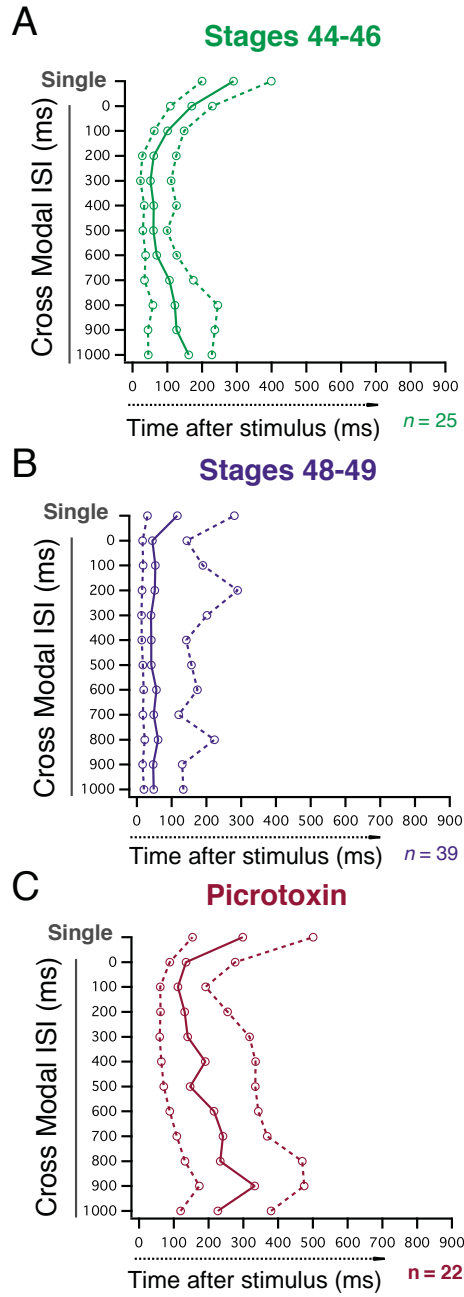 A
Stages 44-46
Single
0
100
200
300
400
500
600
700
800
900
1000
Cross Modal ISI (ms)
0 100 200 300 400 500 600 700 800 900
Time after stimulus (ms)
n = 25
B
Stages 48-49
Single
0
100
200
300
400
500
600
700
800
900
1000
Cross Modal ISI (ms)
0 100 200 300 400 500 600 700 800 900
Time after stimulus (ms)
n = 39
C
Picrotoxin
Single
0
100
200
300
400
500
600
700
800
900
1000
Cross Modal ISI (ms)
0 100 200 300 400 500 600 700 800 900
Time after stimulus (ms)
n = 22